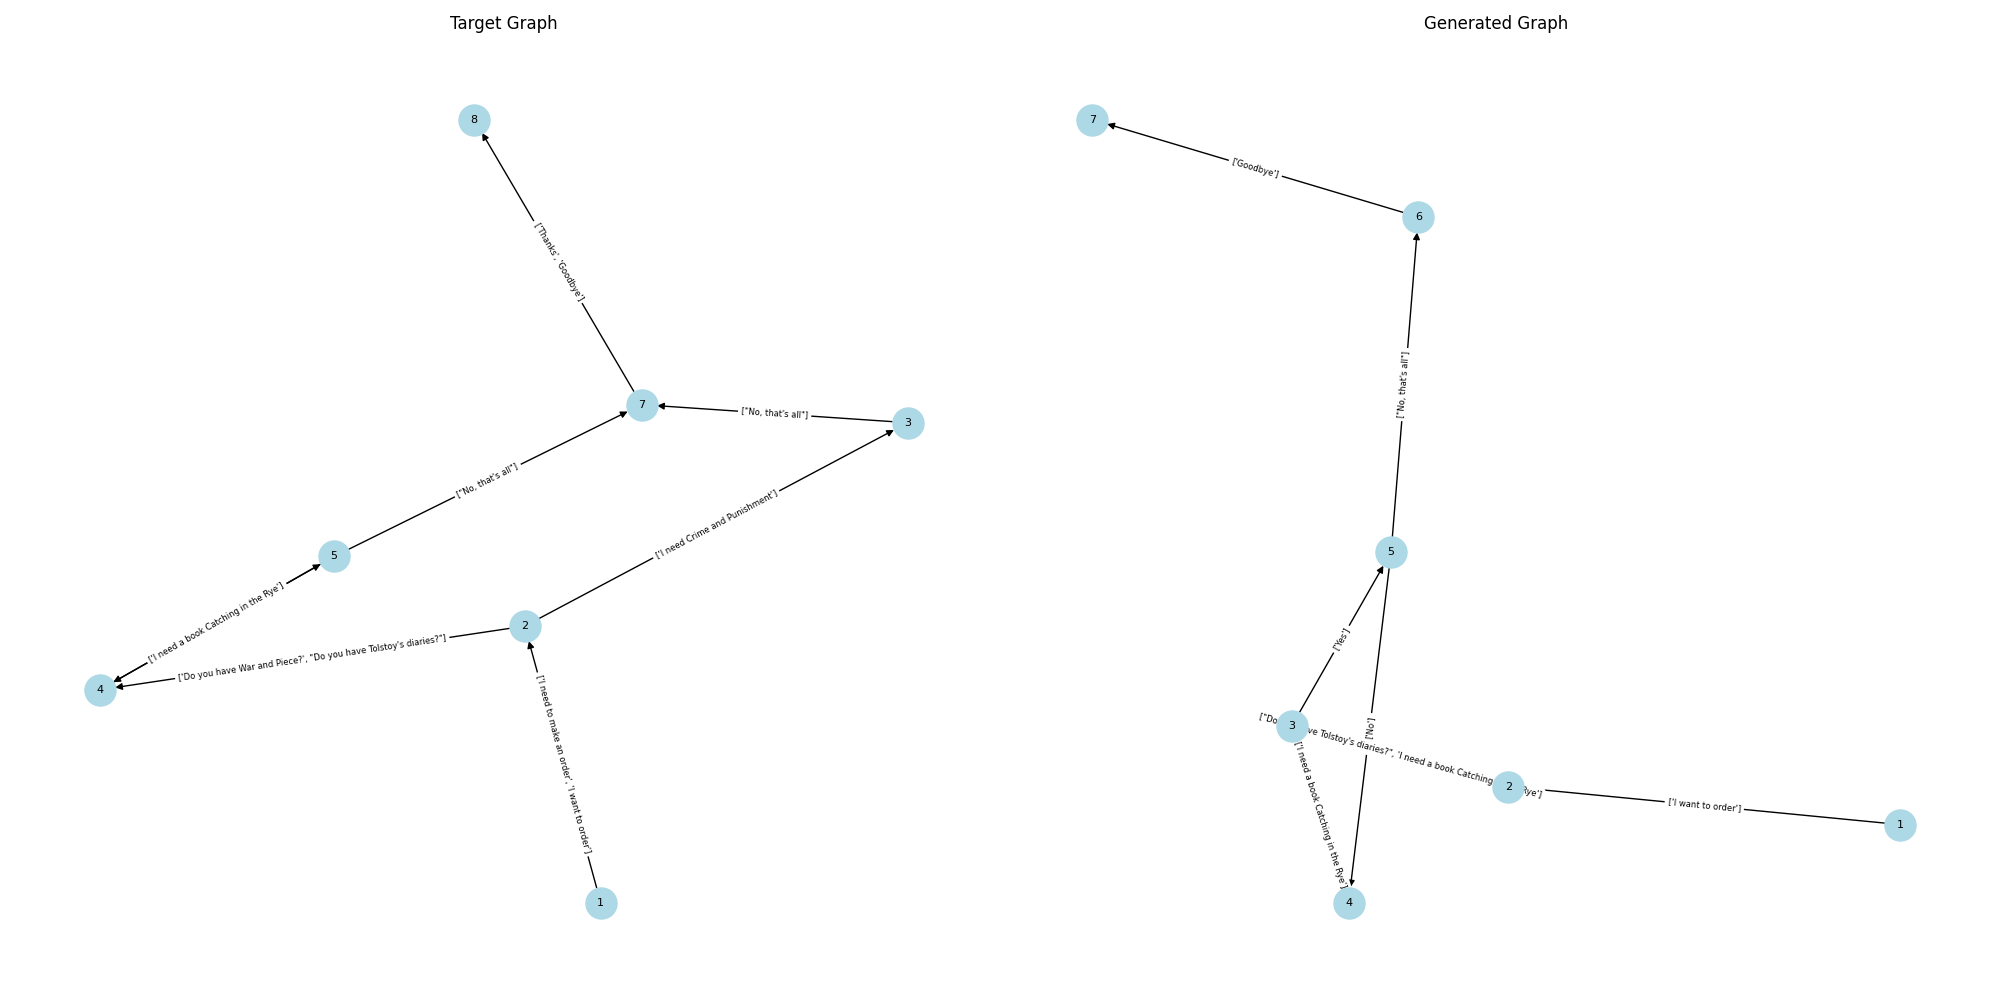 Target Graph
8
['Thanks', 'Goodbye']
7
["No, that's all"]
3
["No, that's all"]
['I need Crime and Punishment']
5
['I need a book Catching in the Rye']
2
['Do you have War and Piece?', "Do you have Tolstoy's diaries?"]
4
['I need to make an order', 'I want to order']
1
Generated Graph
7
['Goodbye']
6
["No, that's all"]
5
['Yes']
['No']
3
["Do ve Tolstoy's diaries?", 'I need a book Catching Rye']
2
['I want to order']
1
['I need a book Catching in the Rye']
4